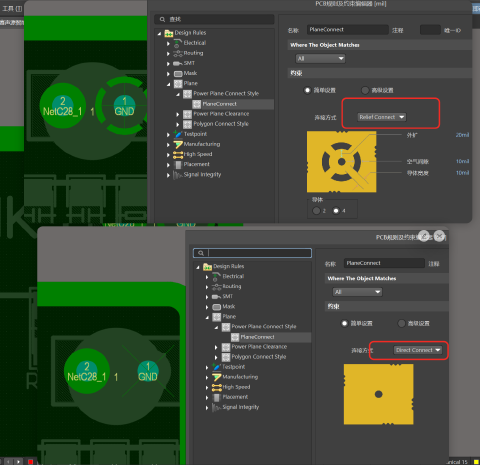 工具 (T)
PCB规则及约束编辑器 [mil]
查找
Design Rules
Electrical
Routing
SMT
Mask
Plane
Power Plane Connect Style
PlaneConnect
Power Plane Clearance
Polygon Connect Style
Testpoint
Manufacturing
High Speed
Placement
Signal Integrity
名称 PlaneConnect 注释 唯一ID
Where The Object Matches
All
约束
简单设置 高级设置
连接方式 Relief Connect
外扩 20mil
空气间隙 10mil
导体宽度 10mil
导体
2 4
2
NetC28_1
1
1
GND
PCB规则及约束
Design Rules
Electrical
Routing
SMT
Mask
Plane
Power Plane Connect Style
PlaneConnect
Power Plane Clearance
Polygon Connect Style
Testpoint
Manufacturing
High Speed
Placement
Signal Integrity
名称 PlaneConnect 注释
Where The Object Matches
All
约束
简单设置 高级设置
连接方式 Direct Connect
2
NetC28_1
1
1
GND